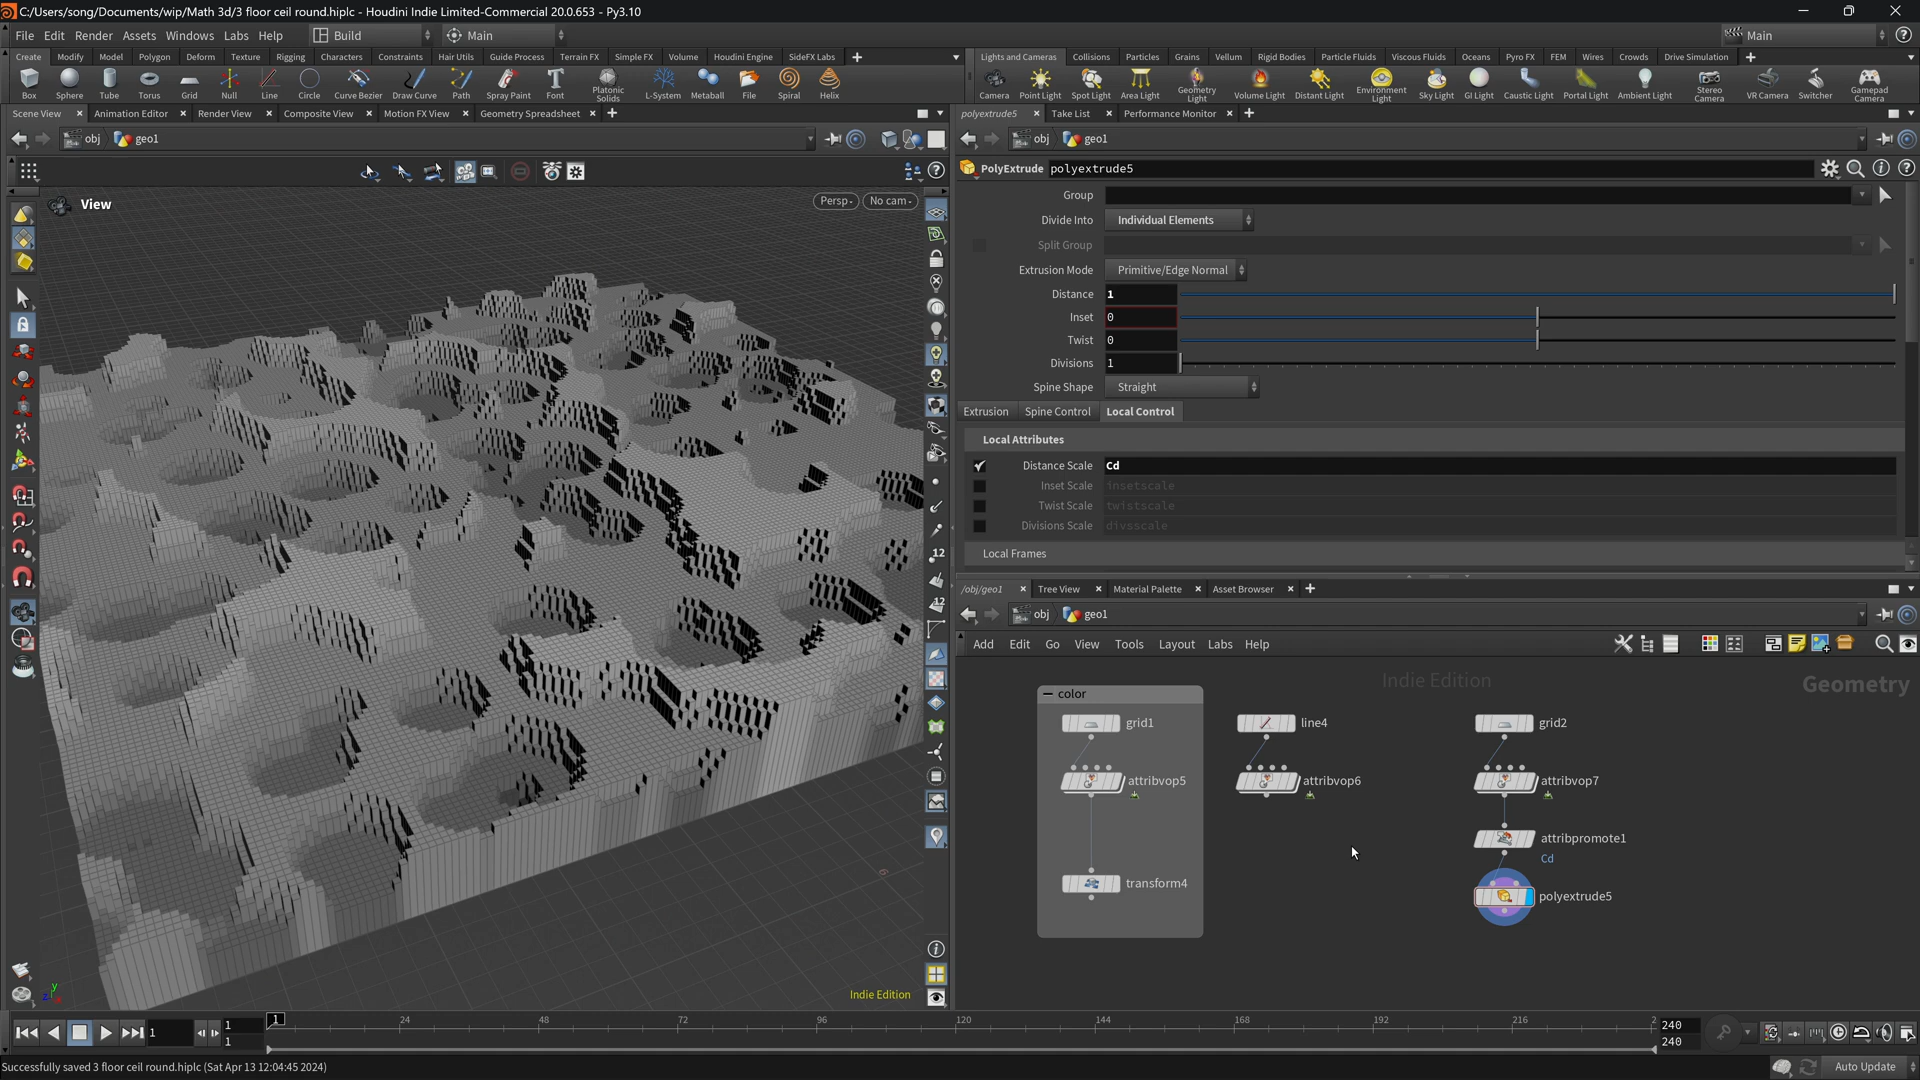 C:/Users/song/Documents/wip/Math 3d/3 floor ceil round.hiplc - Houdini Indie Limited-Commercial 20.0.653 - Py3.10
File Edit Render Assets Windows Labs Help Build Main Main
Create Modify Model Polygon Deform Texture Rigging Characters Constraints Hair Utils Guide Process Terrain FX Simple FX Volume Houdini Engine SideFX Labs
Lights and Cameras Collisions Particles Grains Vellum Rigid Bodies Particle Fluids Viscous Fluids Oceans Pyro FX FEM Wires Crowds Drive Simulation
Box Sphere Tube Torus Grid Null Line Circle Curve Bezier Draw Curve Path Spray Paint Font Platonic Solids L-System Metaball File Spiral Helix
Camera Point Light Spot Light Area Light Geometry Light Volume Light Distant Light Environment Light Sky Light GI Light Caustic Light Portal Light Ambient Light Stereo Camera VR Camera Switcher Gamepad Camera
Scene View Animation Editor Render View Composite View Motion FX View Geometry Spreadsheet
polyextrude5 Take List Performance Monitor
obj geo1
obj geo1
PolyExtrude polyextrude5
View Persp No cam
Group
Divide Into Individual Elements
Split Group
Extrusion Mode Primitive/Edge Normal
Distance 1
Inset 0
Twist 0
Divisions 1
Spine Shape Straight
Extrusion Spine Control Local Control
Local Attributes
Distance Scale Cd
Inset Scale insetscale
Twist Scale twistscale
Divisions Scale divsscale
Local Frames
12
12
/obj/geo1 Tree View Material Palette Asset Browser
obj geo1
Add Edit Go View Tools Layout Labs Help
Indie Edition Geometry
color
grid1 line4 grid2
attribvop5 attribvop6 attribvop7
attribpromote1
Cd
transform4 polyextrude5
Indie Edition
z y x
1 1 1 1 24 48 72 96 120 144 168 192 216 2 240 240
Successfully saved 3 floor ceil round.hiplc (Sat Apr 13 12:04:45 2024) Auto Update